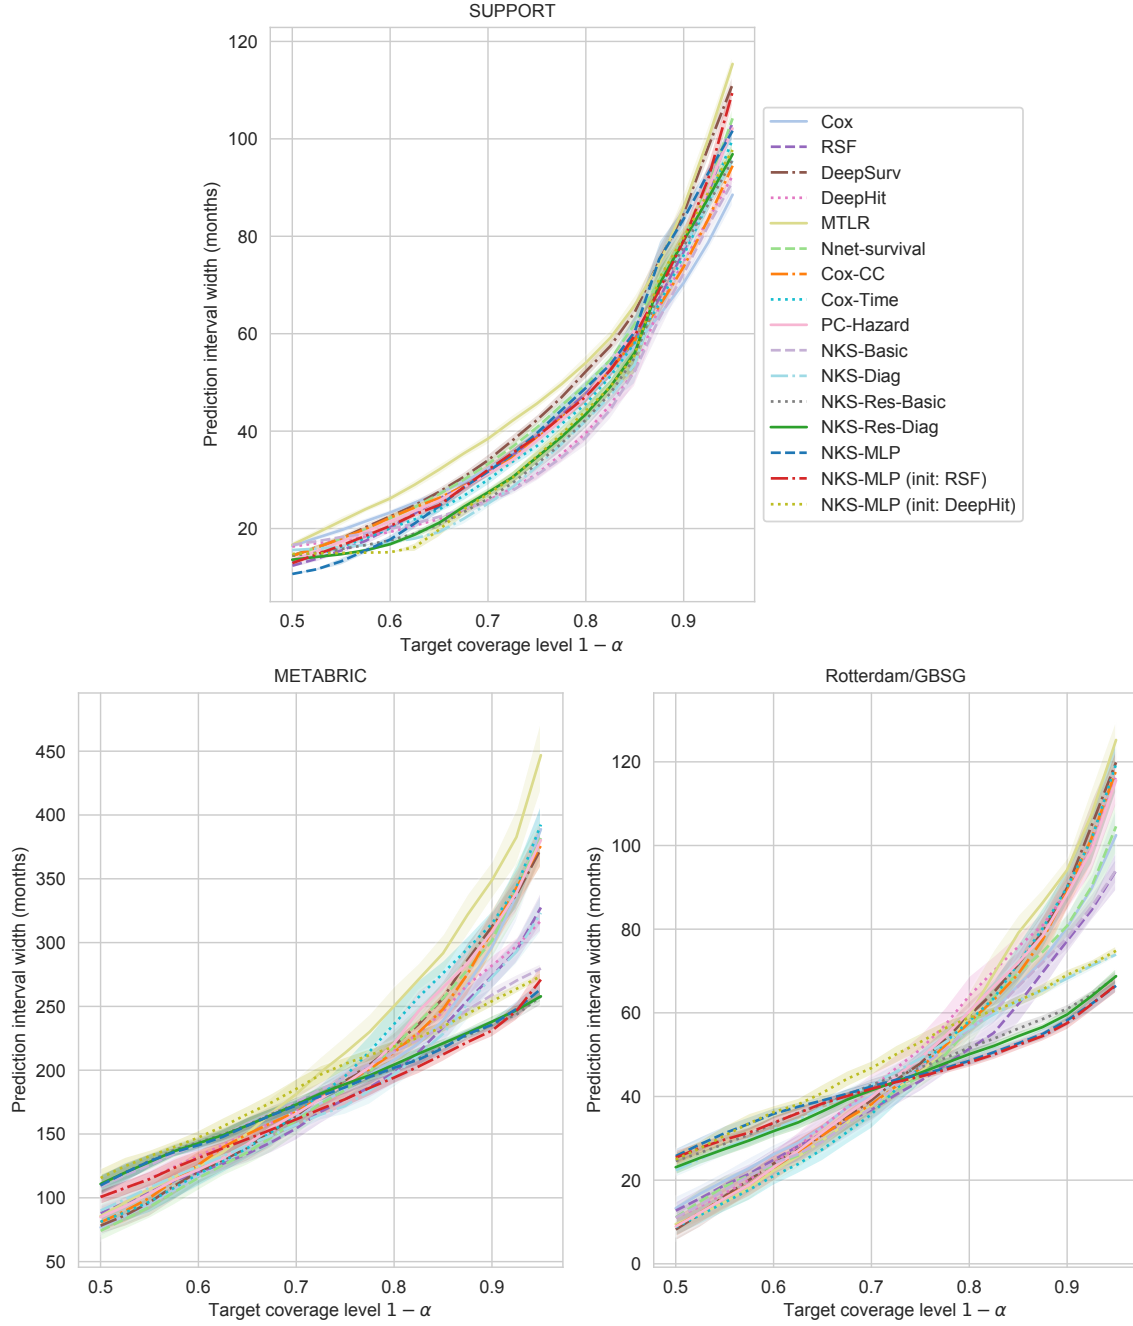 SUPPORT
120
100
80
60
40
20
Prediction interval width (months)
0.5 0.6 0.7 0.8 0.9
Target coverage level 1 − α
Cox
RSF
DeepSurv
DeepHit
MTLR
Nnet-survival
Cox-CC
Cox-Time
PC-Hazard
NKS-Basic
NKS-Diag
NKS-Res-Basic
NKS-Res-Diag
NKS-MLP
NKS-MLP (init: RSF)
NKS-MLP (init: DeepHit)
METABRIC
450
400
350
300
250
200
150
100
50
Prediction interval width (months)
0.5 0.6 0.7 0.8 0.9
Target coverage level 1 − α
Rotterdam/GBSG
120
100
80
60
40
20
0
Prediction interval width (months)
0.5 0.6 0.7 0.8 0.9
Target coverage level 1 − α